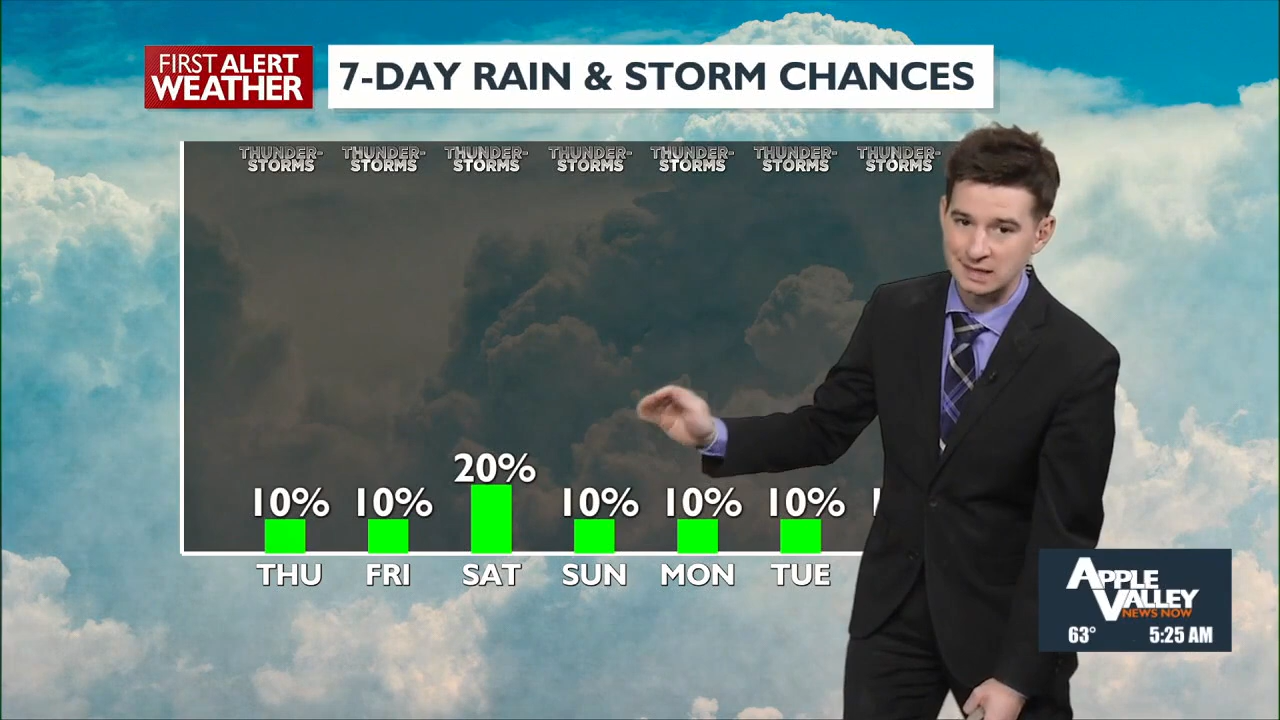 FIRST ALERT
WEATHER
7-DAY RAIN & STORM CHANCES
THUNDER-
STORMS
THUNDER-
STORMS
THUNDER-
STORMS
THUNDER-
STORMS
THUNDER-
STORMS
THUNDER-
STORMS
THUNDER-
STORMS
10%
10%
20%
10%
10%
10%
THU
FRI
SAT
SUN
MON
TUE
APPLE
VALLEY
NEWS NOW
63° 5:25 AM